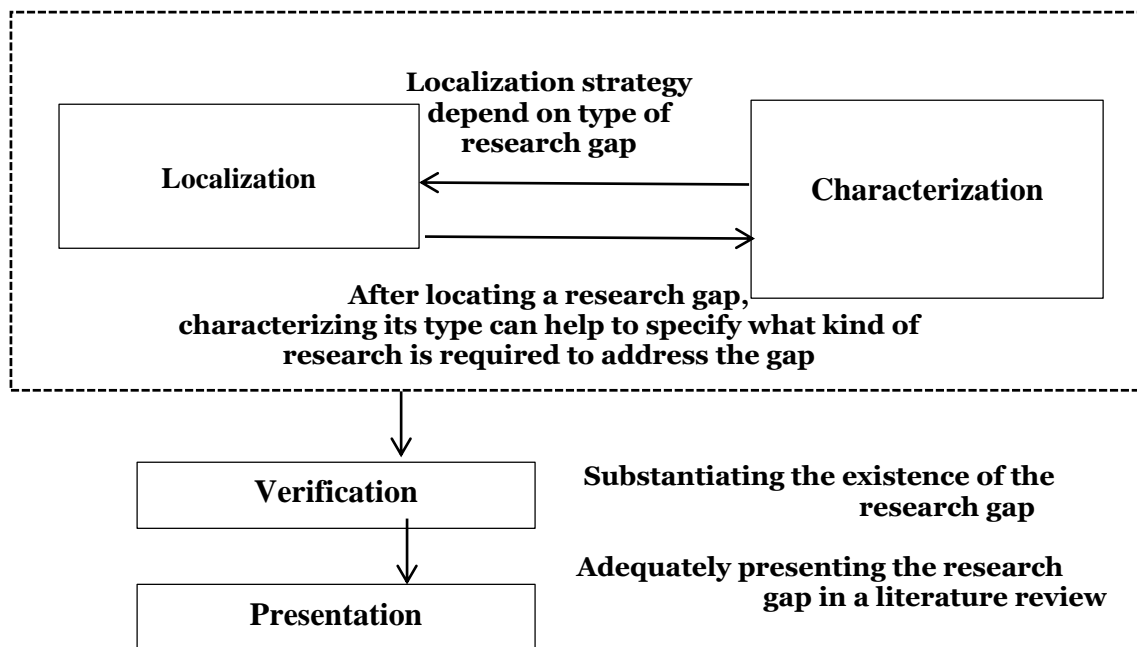 Localization strategy
depend on type of
research gap
Localization
Characterization
After locating a research gap,
characterizing its type can help to specify what kind of
research is required to address the gap
Verification
Substantiating the existence of the
research gap
Presentation
Adequately presenting the research
gap in a literature review